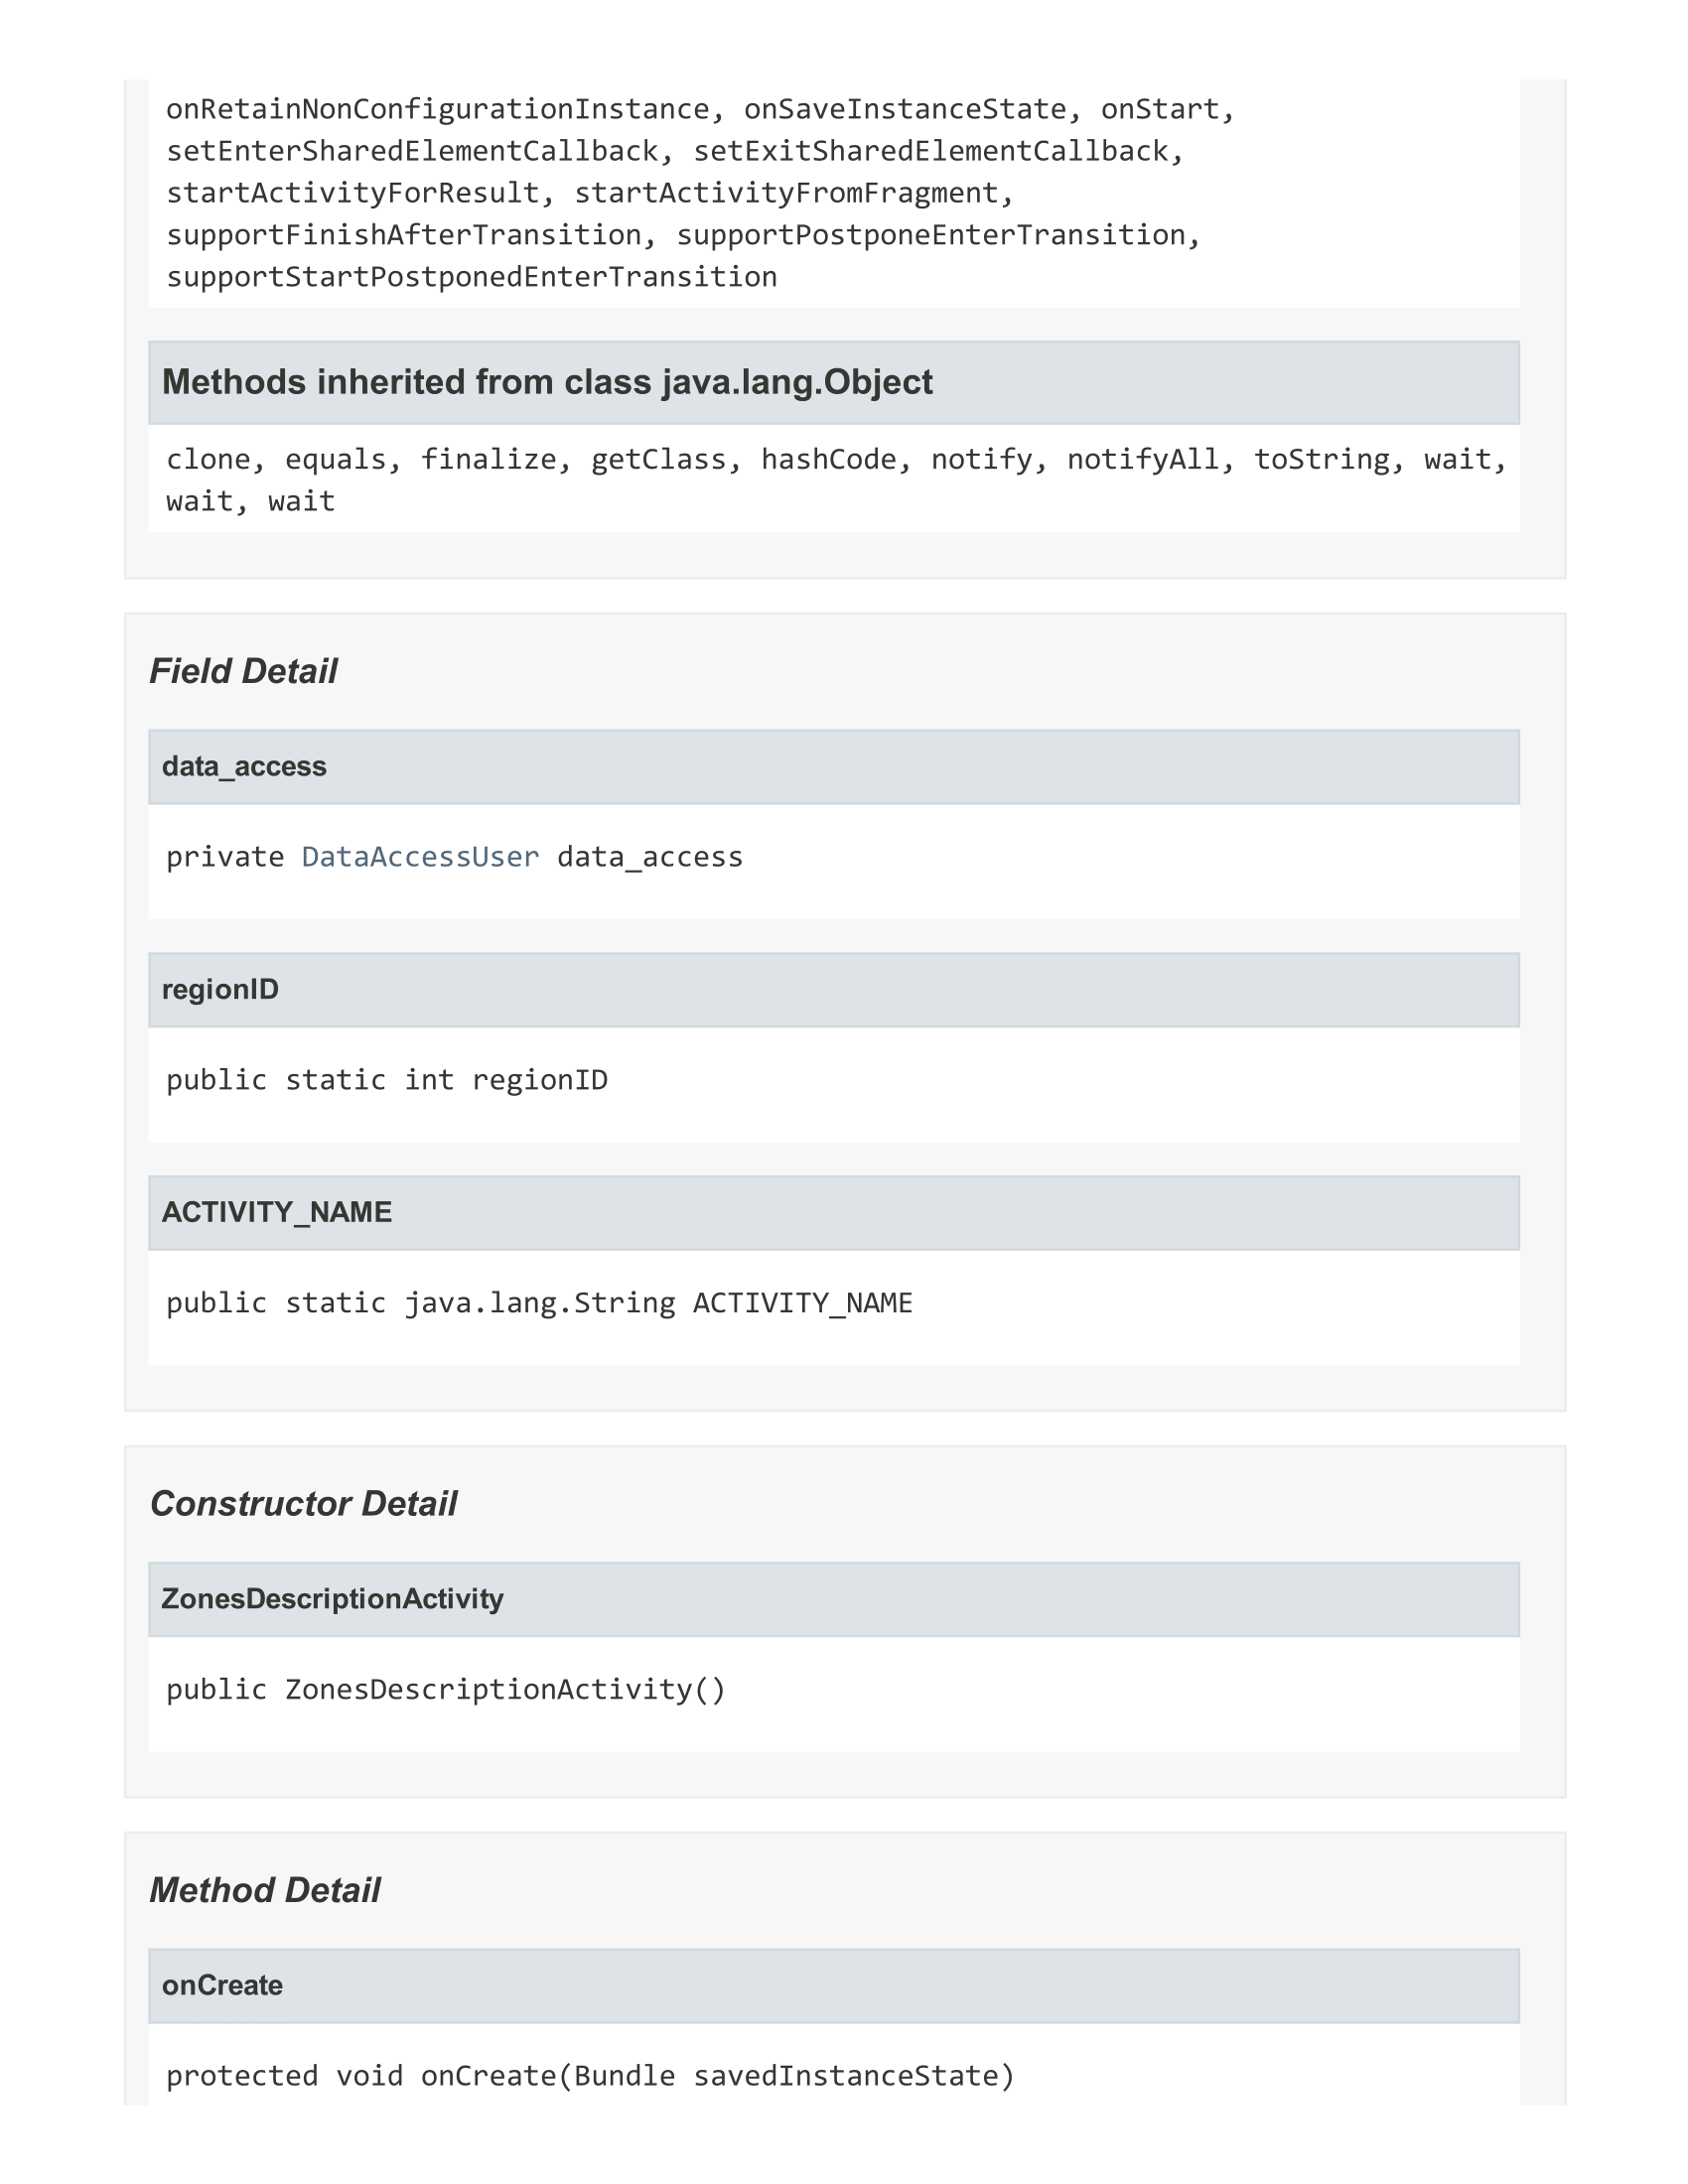 onRetainNonConfigurationInstance, onSaveInstanceState, onStart,
setEnterSharedElementCallback, setExitSharedElementCallback,
startActivityForResult, startActivityFromFragment,
supportFinishAfterTransition, supportPostponeEnterTransition,
supportStartPostponedEnterTransition
Methods inherited from class java.lang.Object
clone, equals, finalize, getClass, hashCode, notify, notifyAll, toString, wait,
wait, wait
Field Detail
data_access
private DataAccessUser data_access
regionID
public static int regionID
ACTIVITY_NAME
public static java.lang.String ACTIVITY_NAME
Constructor Detail
ZonesDescriptionActivity
public ZonesDescriptionActivity()
Method Detail
onCreate
protected void onCreate(Bundle savedInstanceState)